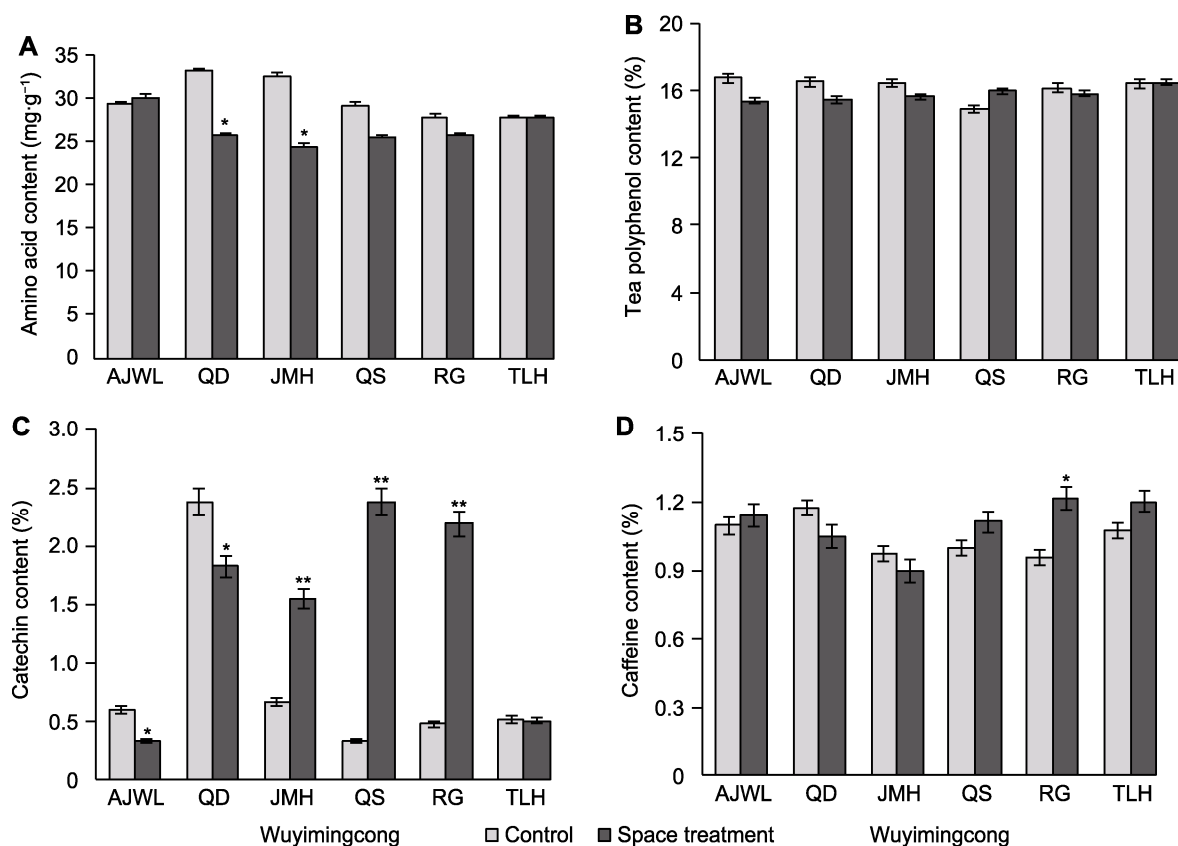 A
Amino acid content (mg·g⁻¹)
35
30
25
20
15
10
5
0
* *
AJWL QD JMH QS RG TLH
B
Tea polyphenol content (%)
20
16
12
8
4
0
AJWL QD JMH QS RG TLH
C
Catechin content (%)
3.0
2.5
2.0
1.5
1.0
0.5
0
* * ** ** **
AJWL QD JMH QS RG TLH
Wuyimingcong
D
Caffeine content (%)
1.5
1.2
0.9
0.6
0.3
0
*
AJWL QD JMH QS RG TLH
Wuyimingcong
Control Space treatment